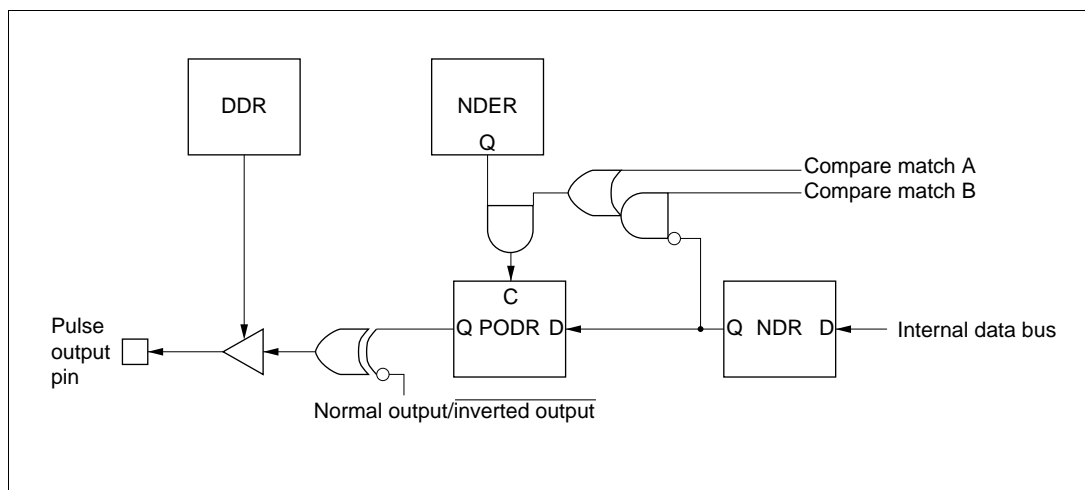 DDR
NDER
Q
Compare match A
Compare match B
C
Q PODR D
Q NDR D
Internal data bus
Pulse
output
pin
Normal output/inverted output